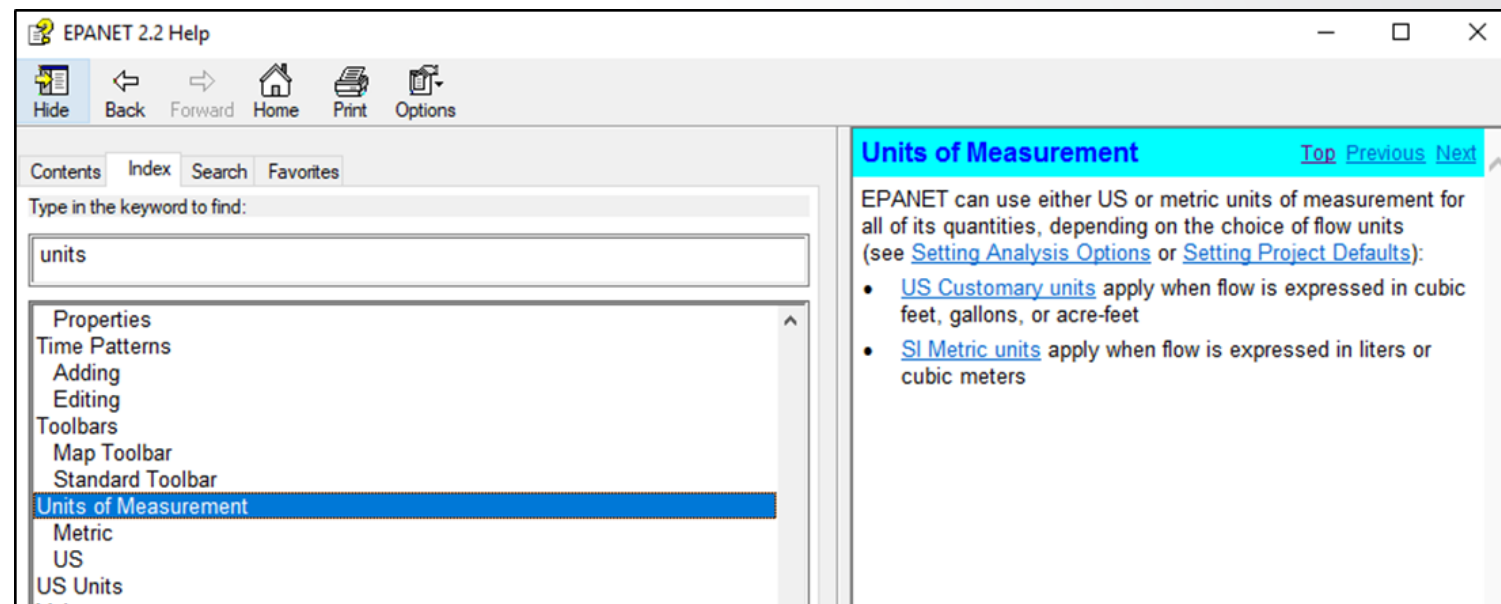 EPANET 2.2 Help
Hide Back Forward Home Print Options
Contents Index Search Favorites
Type in the keyword to find:
units
Properties
Time Patterns
Adding
Editing
Toolbars
Map Toolbar
Standard Toolbar
Units of Measurement
Metric
US
US Units
Units of Measurement Top Previous Next
EPANET can use either US or metric units of measurement for
all of its quantities, depending on the choice of flow units
(see Setting Analysis Options or Setting Project Defaults):
• US Customary units apply when flow is expressed in cubic
feet, gallons, or acre-feet
• SI Metric units apply when flow is expressed in liters or
cubic meters